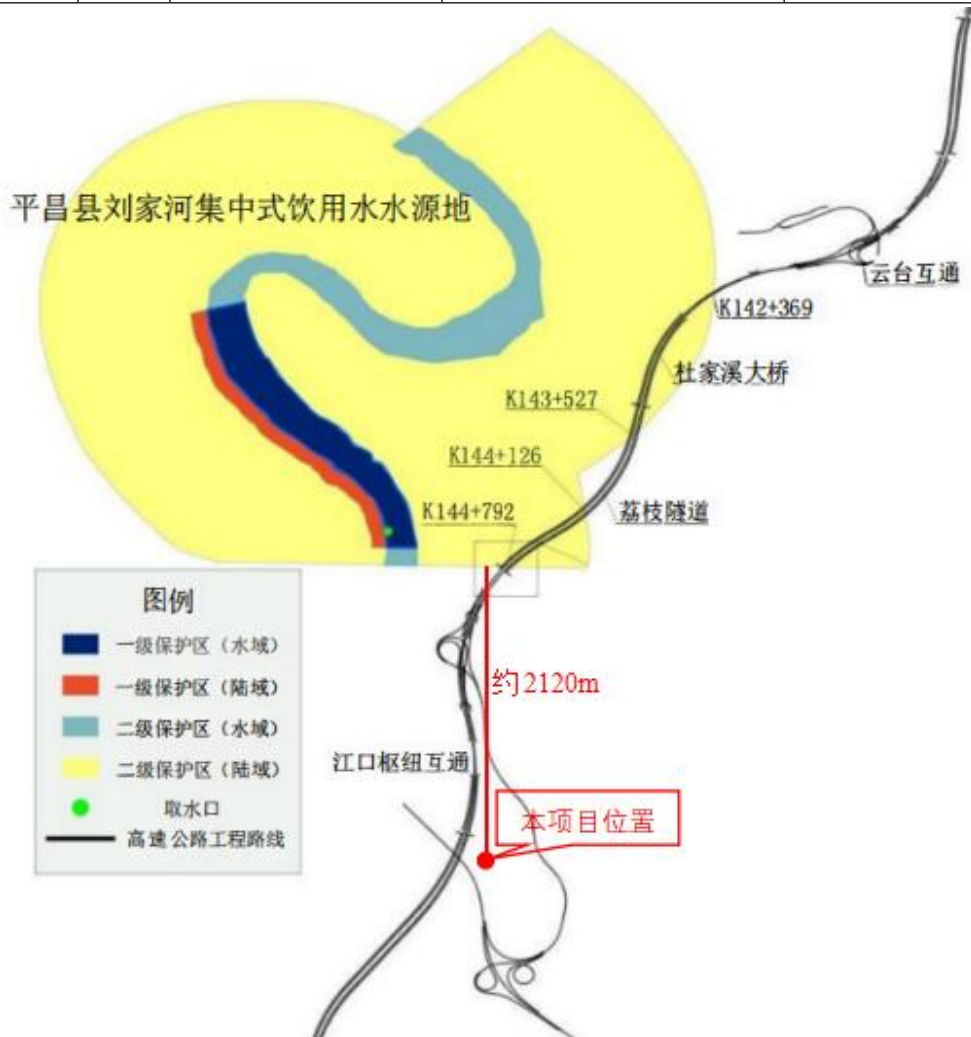 平昌县刘家河集中式饮用水水源地
云台互通
K142+369
杜家溪大桥
K143+527
K144+126
K144+792
荔枝隧道
图例
一级保护区（水域）
一级保护区（陆域）
二级保护区（水域）
二级保护区（陆域）
取水口
高速公路工程路线
约2120m
江口枢纽互通
本项目位置